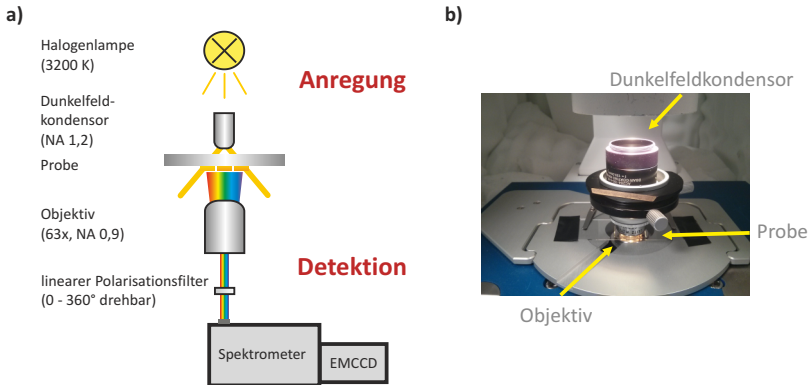 a)
Halogenlampe
(3200 K)
Anregung
Dunkelfeld-
kondensor
(NA 1,2)
Probe
Objektiv
(63x, NA 0,9)
Detektion
linearer Polarisationsfilter
(0 - 360° drehbar)
Spektrometer
EMCCD
b)
Dunkelfeldkondensor
Probe
Objektiv